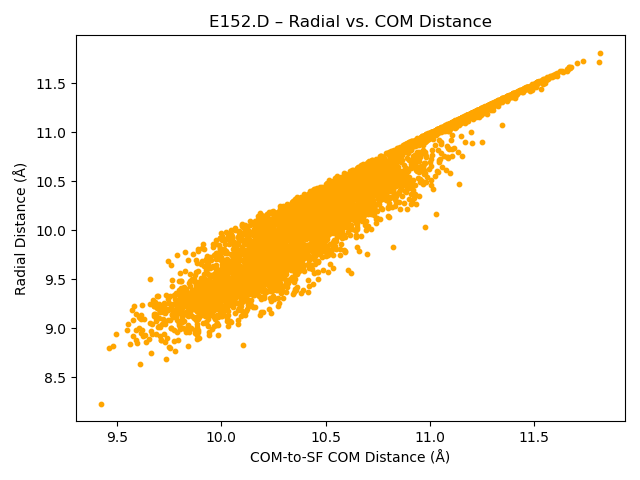 E152.D – Radial vs. COM Distance
Radial Distance (Å)
11.5
11.0
10.5
10.0
9.5
9.0
8.5
9.5 10.0 10.5 11.0 11.5
COM-to-SF COM Distance (Å)